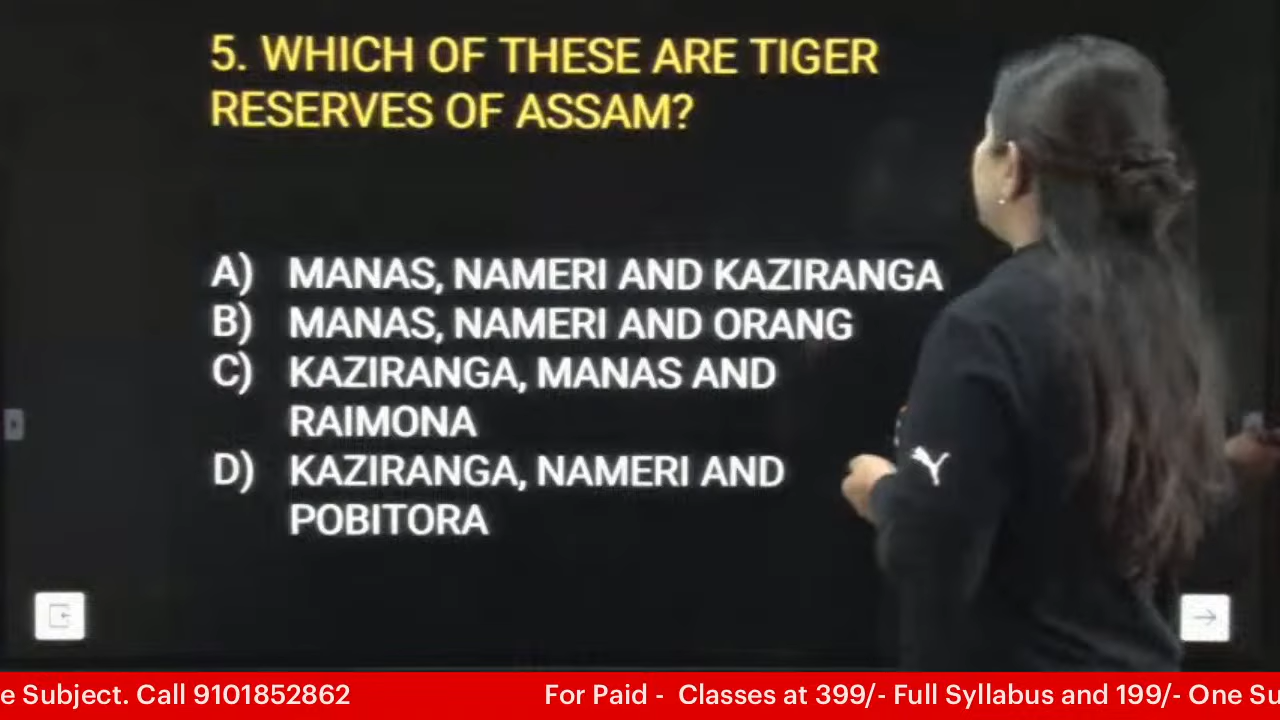 5. WHICH OF THESE ARE TIGER
RESERVES OF ASSAM?
A) MANAS, NAMERI AND KAZIRANGA
B) MANAS, NAMERI AND ORANG
C) KAZIRANGA, MANAS AND
RAIMONA
D) KAZIRANGA, NAMERI AND
POBITORA
e Subject. Call 9101852862 For Paid - Classes at 399/- Full Syllabus and 199/- One Su